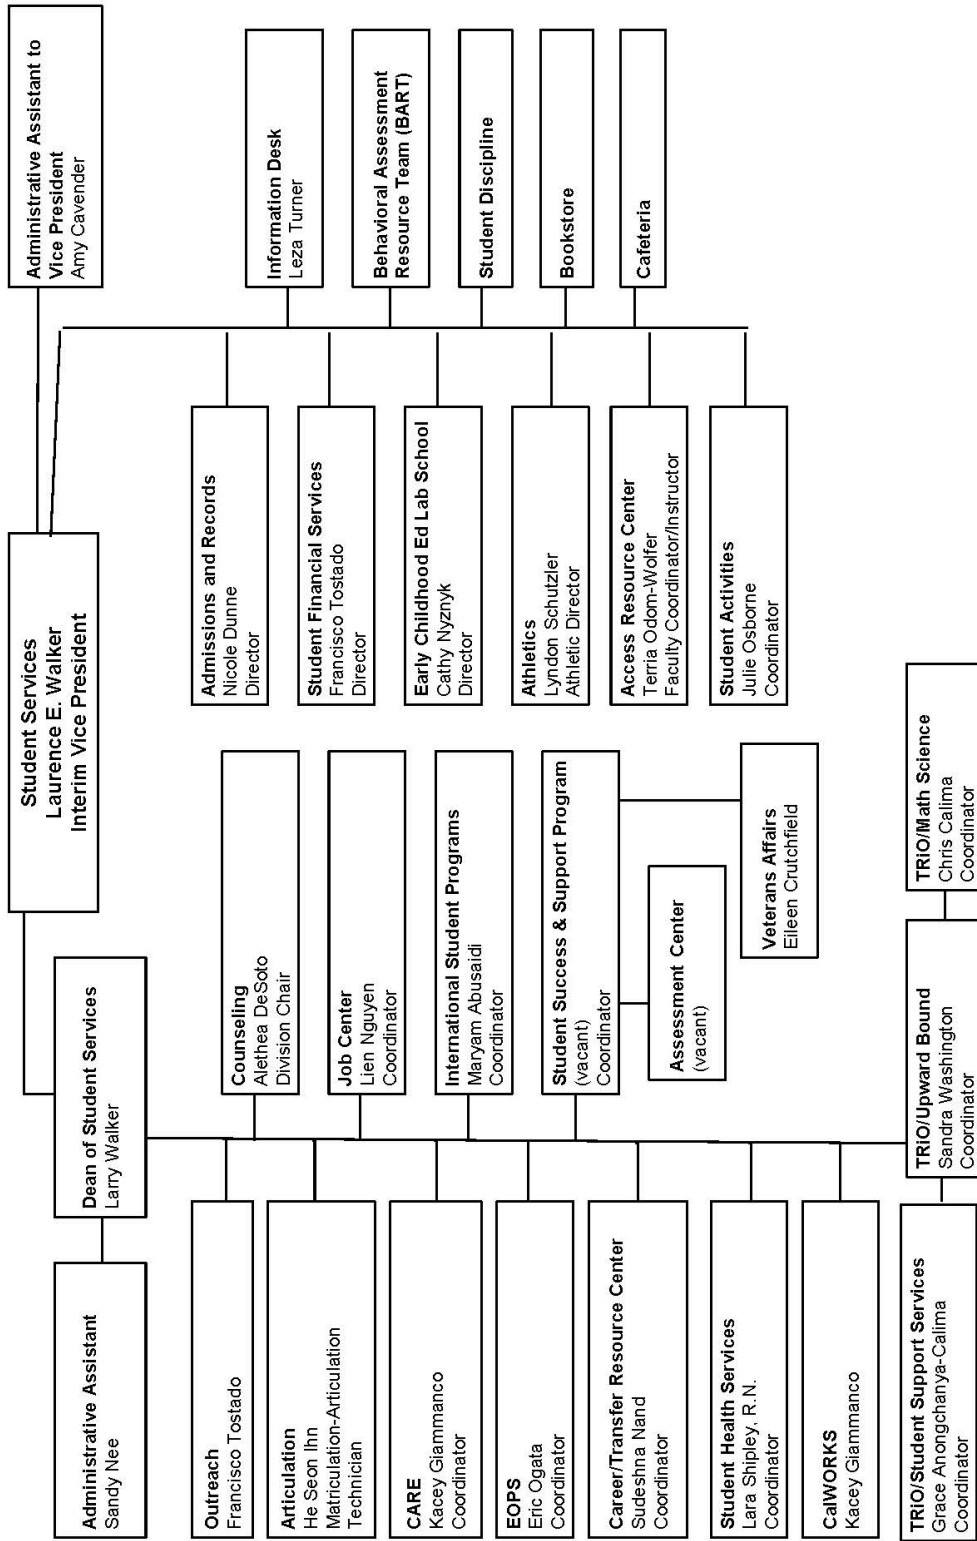 Student Services
Laurence E. Walker
Interim Vice President
Administrative Assistant to
Vice President
Amy Cavender
Administrative Assistant
Sandy Nee
Dean of Student Services
Larry Walker
Outreach
Francisco Tostado
Articulation
He Seon Ihn
Matriculation-Articulation
Technician
CARE
Kacey Giammanco
Coordinator
EOPS
Eric Ogata
Coordinator
Career/Transfer Resource Center
Sudeshna Nand
Coordinator
Student Health Services
Lara Shipley, R.N.
Coordinator
CalWORKS
Kacey Giammanco
TRiO/Student Support Services
Grace Anongchanya-Calima
Coordinator
TRiO/Upward Bound
Sandra Washington
Coordinator
TRiO/Math Science
Chris Calima
Coordinator
Counseling
Alethea DeSoto
Division Chair
Job Center
Lien Nguyen
Coordinator
International Student Programs
Maryam Abusaidi
Coordinator
Student Success & Support Program
(vacant)
Coordinator
Assessment Center
(vacant)
Veterans Affairs
Eileen Crutchfield
Admissions and Records
Nicole Dunne
Director
Student Financial Services
Francisco Tostado
Director
Early Childhood Ed Lab School
Cathy Nyznyk
Director
Athletics
Lyndon Schutzler
Athletic Director
Access Resource Center
Terria Odom-Wolfer
Faculty Coordinator/Instructor
Student Activities
Julie Osborne
Coordinator
Information Desk
Leza Turner
Behavioral Assessment
Resource Team (BART)
Student Discipline
Bookstore
Cafeteria